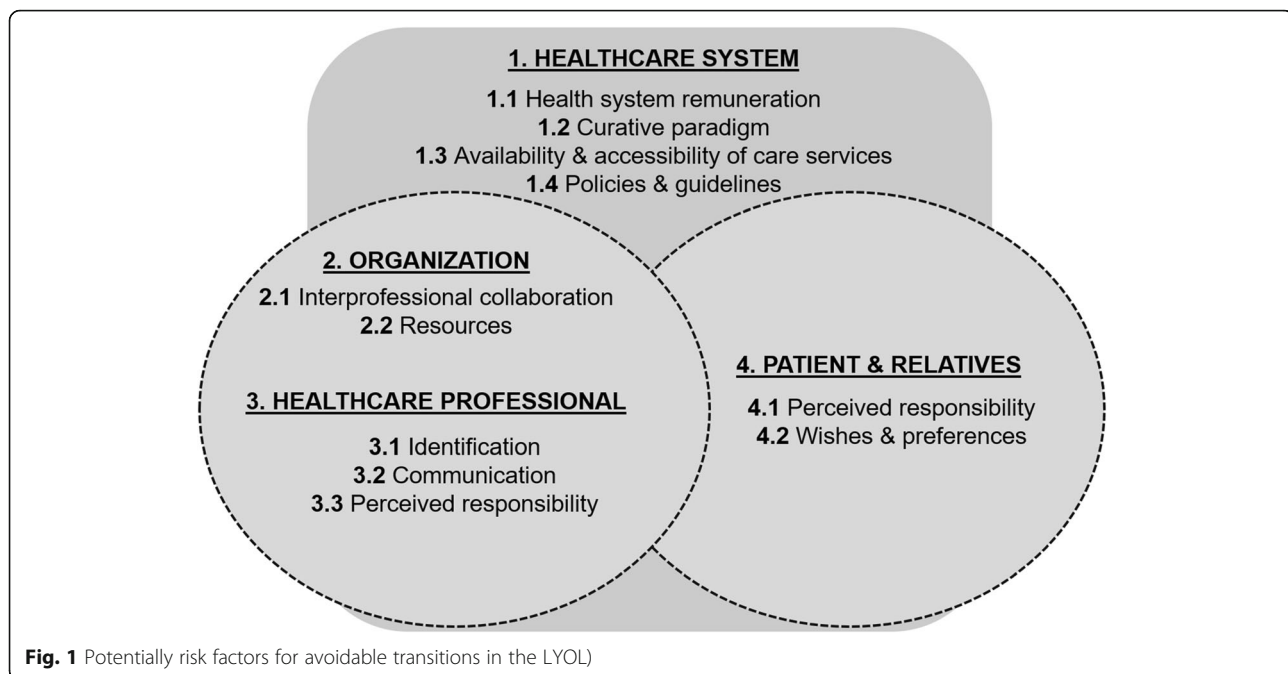 1. HEALTHCARE SYSTEM
1.1 Health system remuneration
1.2 Curative paradigm
1.3 Availability & accessibility of care services
1.4 Policies & guidelines
2. ORGANIZATION
2.1 Interprofessional collaboration
2.2 Resources
3. HEALTHCARE PROFESSIONAL
3.1 Identification
3.2 Communication
3.3 Perceived responsibility
4. PATIENT & RELATIVES
4.1 Perceived responsibility
4.2 Wishes & preferences
Fig. 1 Potentially risk factors for avoidable transitions in the LYOL)